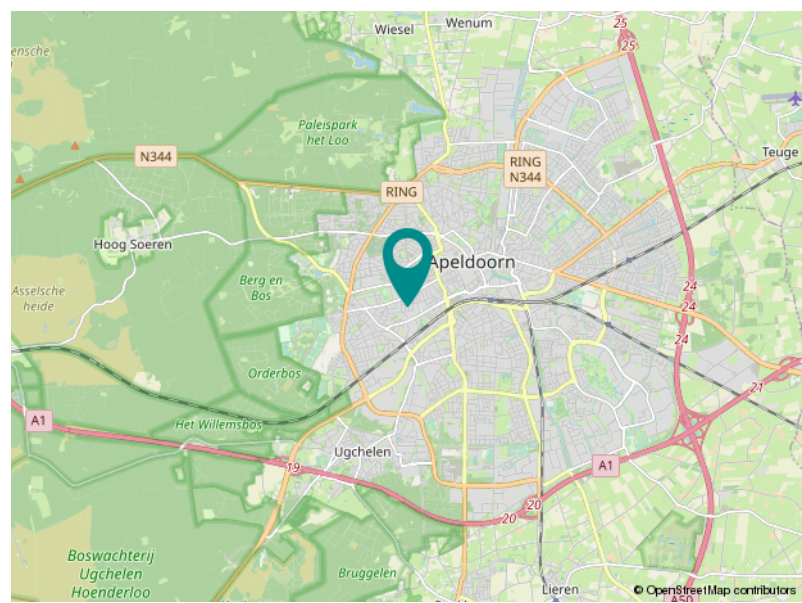 Wenum
Wiesel
25
25
ensche
Paleispark
het Loo
Teuge
N344
RING
N344
RING
Hoog Soeren
Apeldoorn
Berg en
Bos
Asselsche
heide
24
24
24
Orderbos
21
A1
Het Willemsbos
Ugchelen
19
A1
20
20
Boswachterij
Ugchelen
Hoenderloo
Bruggelen
Lieren
© OpenStreetMap contributors
A50